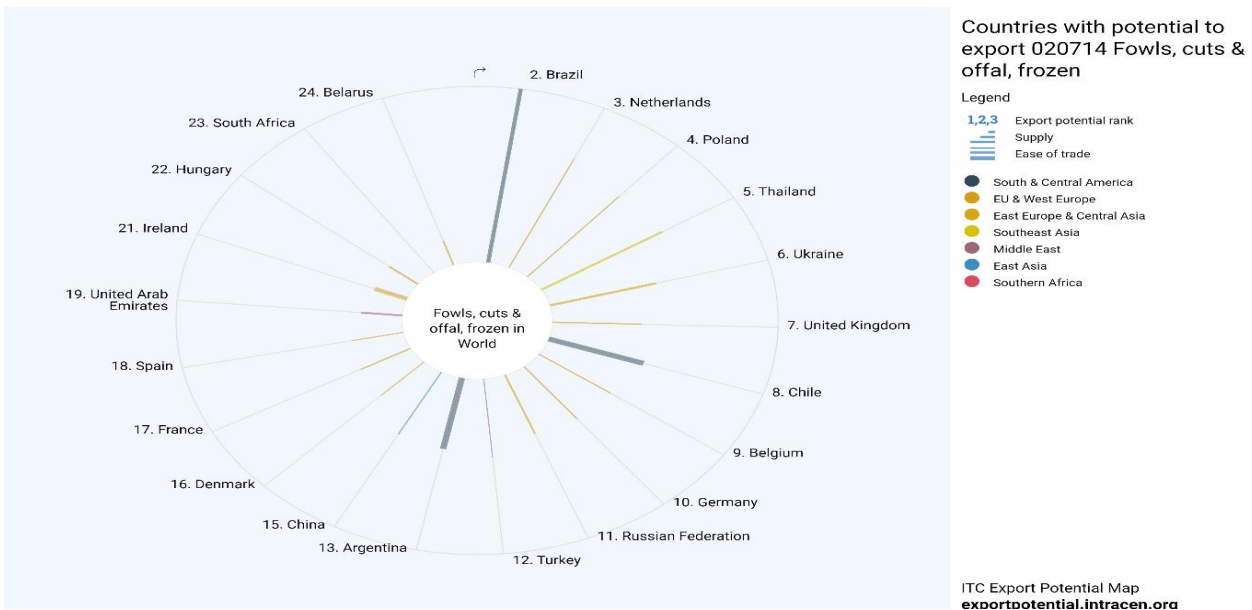 Countries with potential to
export 020714 Fowls, cuts &
offal, frozen
Legend
1,2,3 Export potential rank
Supply
Ease of trade
South & Central America
EU & West Europe
East Europe & Central Asia
Southeast Asia
Middle East
East Asia
Southern Africa
2. Brazil
3. Netherlands
4. Poland
5. Thailand
6. Ukraine
7. United Kingdom
8. Chile
9. Belgium
10. Germany
11. Russian Federation
12. Turkey
13. Argentina
15. China
16. Denmark
17. France
18. Spain
19. United Arab
Emirates
21. Ireland
22. Hungary
23. South Africa
24. Belarus
Fowls, cuts &
offal, frozen in
World
ITC Export Potential Map
exportpotential.intracen.org